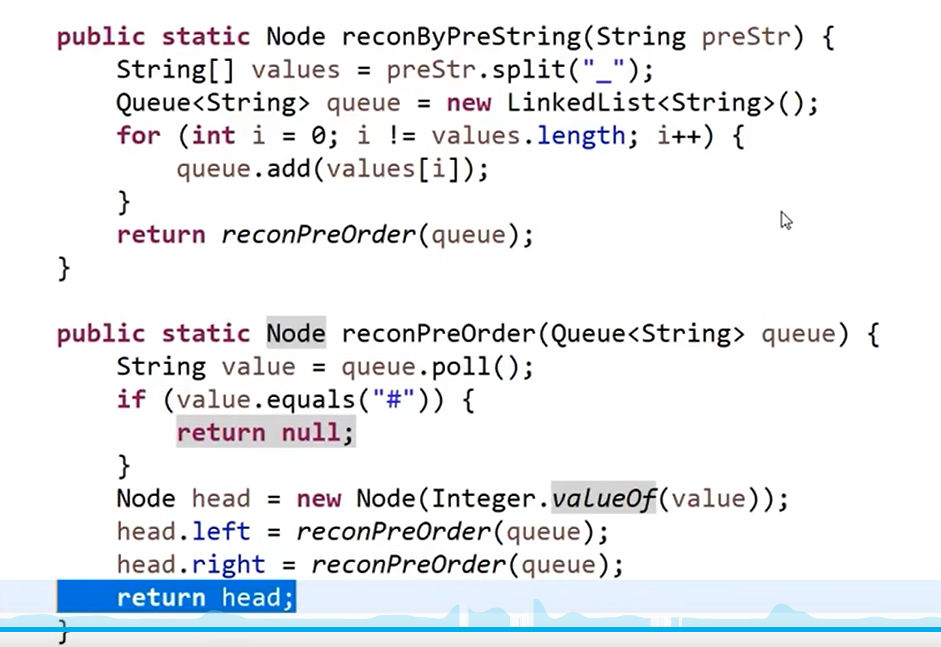 public static Node reconByPreString(String preStr) {
String[] values = preStr.split("_");
Queue<String> queue = new LinkedList<String>();
for (int i = 0; i != values.length; i++) {
queue.add(values[i]);
}
return reconPreOrder(queue);
}
public static Node reconPreOrder(Queue<String> queue) {
String value = queue.poll();
if (value.equals("#")) {
return null;
}
Node head = new Node(Integer.valueOf(value));
head.left = reconPreOrder(queue);
head.right = reconPreOrder(queue);
return head;
}